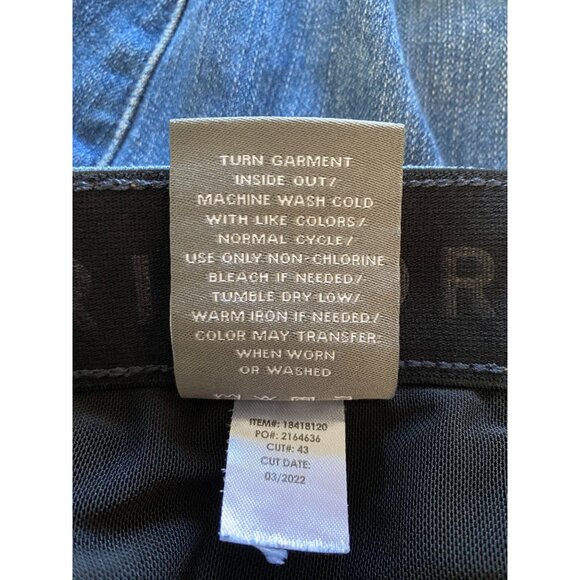 TURN GARMENT
INSIDE OUT/
MACHINE WASH COLD
WITH LIKE COLORS/
NORMAL CYCLE/
USE ONLY NON-CHLORINE
BLEACH IF NEEDED/
TUMBLE DRY LOW/
WARM IRON IF NEEDED/
COLOR MAY TRANSFER:
WHEN WORN
OR WASHED
ITEM#: 18418120
PO#: 2164636
CUT#: 43
CUT DATE:
03/2022